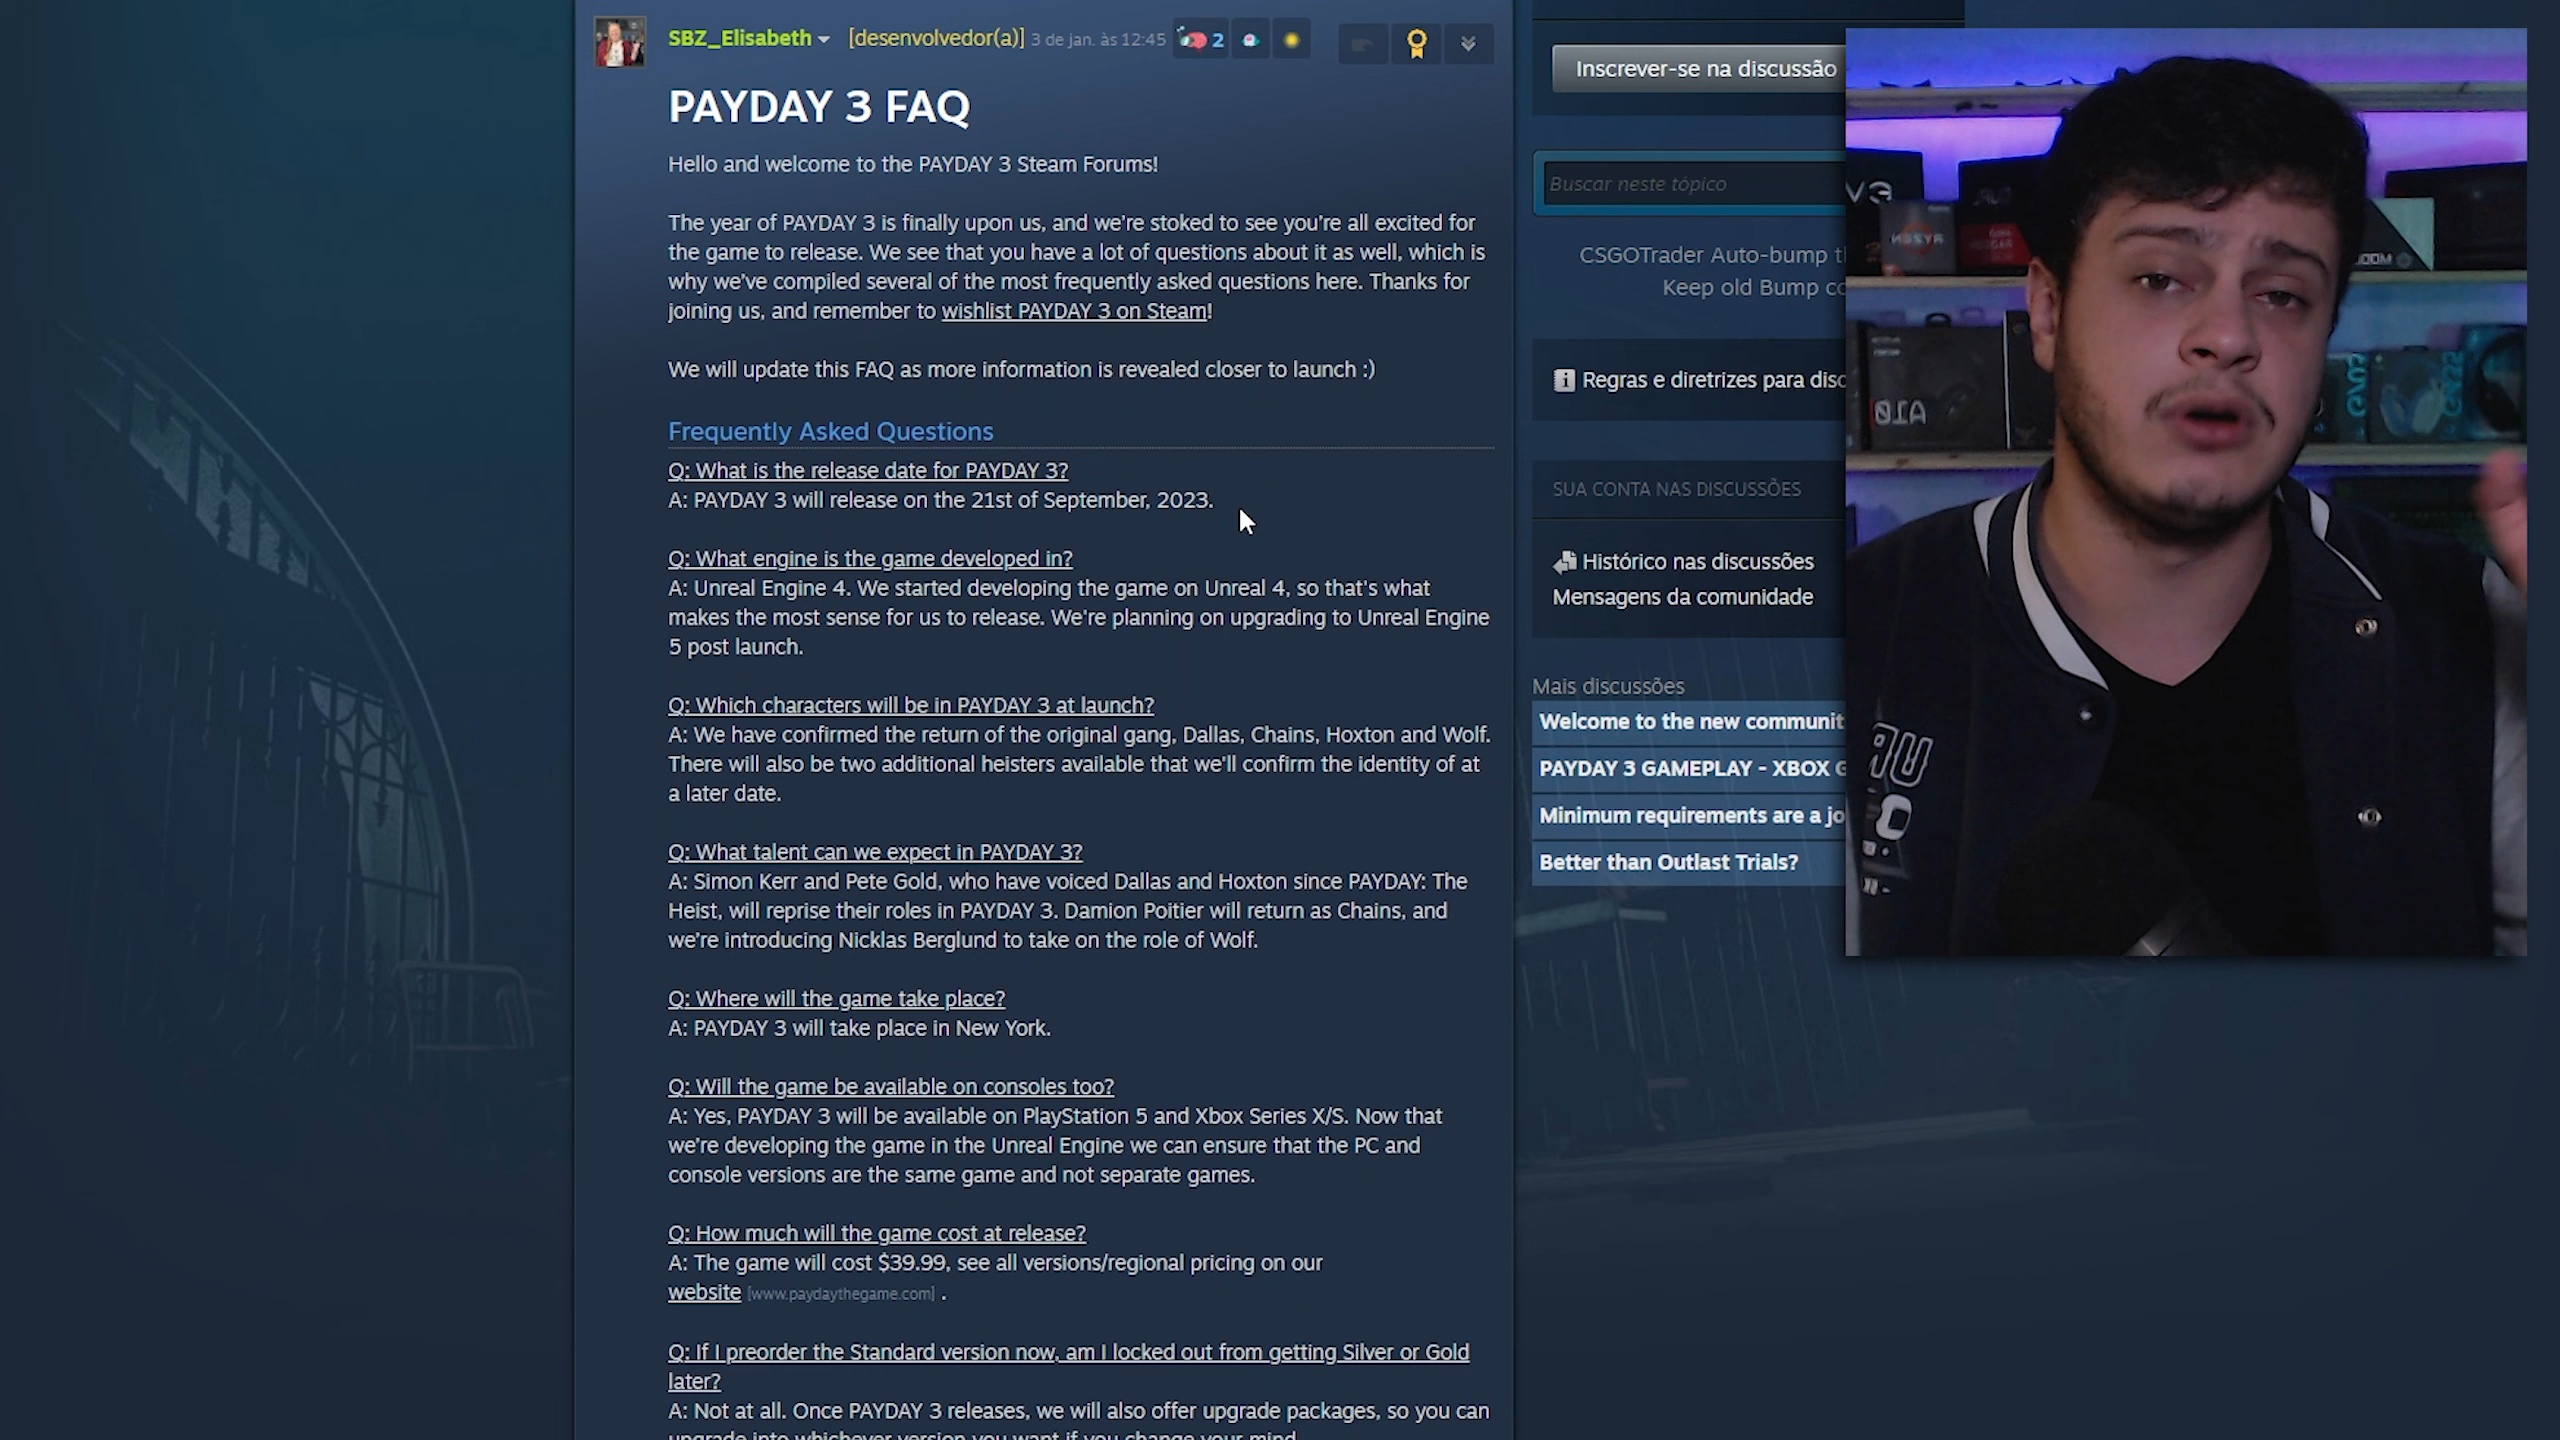 SBZ_Elisabeth [desenvolvedor(a)] 3 de jan. às 12:45 2
PAYDAY 3 FAQ
Hello and welcome to the PAYDAY 3 Steam Forums!
The year of PAYDAY 3 is finally upon us, and we're stoked to see you're all excited for
the game to release. We see that you have a lot of questions about it as well, which is
why we've compiled several of the most frequently asked questions here. Thanks for
joining us, and remember to wishlist PAYDAY 3 on Steam!
We will update this FAQ as more information is revealed closer to launch :)
Frequently Asked Questions
Q: What is the release date for PAYDAY 3?
A: PAYDAY 3 will release on the 21st of September, 2023.
Q: What engine is the game developed in?
A: Unreal Engine 4. We started developing the game on Unreal 4, so that's what
makes the most sense for us to release. We're planning on upgrading to Unreal Engine
5 post launch.
Q: Which characters will be in PAYDAY 3 at launch?
A: We have confirmed the return of the original gang, Dallas, Chains, Hoxton and Wolf.
There will also be two additional heisters available that we'll confirm the identity of at
a later date.
Q: What talent can we expect in PAYDAY 3?
A: Simon Kerr and Pete Gold, who have voiced Dallas and Hoxton since PAYDAY: The
Heist, will reprise their roles in PAYDAY 3. Damion Poitier will return as Chains, and
we're introducing Nicklas Berglund to take on the role of Wolf.
Q: Where will the game take place?
A: PAYDAY 3 will take place in New York.
Q: Will the game be available on consoles too?
A: Yes, PAYDAY 3 will be available on PlayStation 5 and Xbox Series X/S. Now that
we're developing the game in the Unreal Engine we can ensure that the PC and
console versions are the same game and not separate games.
Q: How much will the game cost at release?
A: The game will cost $39.99, see all versions/regional pricing on our
website [www.paydaythegame.com] .
Q: If I preorder the Standard version now, am I locked out from getting Silver or Gold
later?
A: Not at all. Once PAYDAY 3 releases, we will also offer upgrade packages, so you can
upgrade into whichever version you want if you change your mind.
Inscrever-se na discussão
Buscar neste tópico
CSGOTrader Auto-bump
Keep old Bump
Regras e diretrizes para
SUA CONTA NAS DISCUSSÕES
Histórico nas discussões
Mensagens da comunidade
Mais discussões
Welcome to the new communit
PAYDAY 3 GAMEPLAY - XBOX
Minimum requirements are a
Better than Outlast Trials?